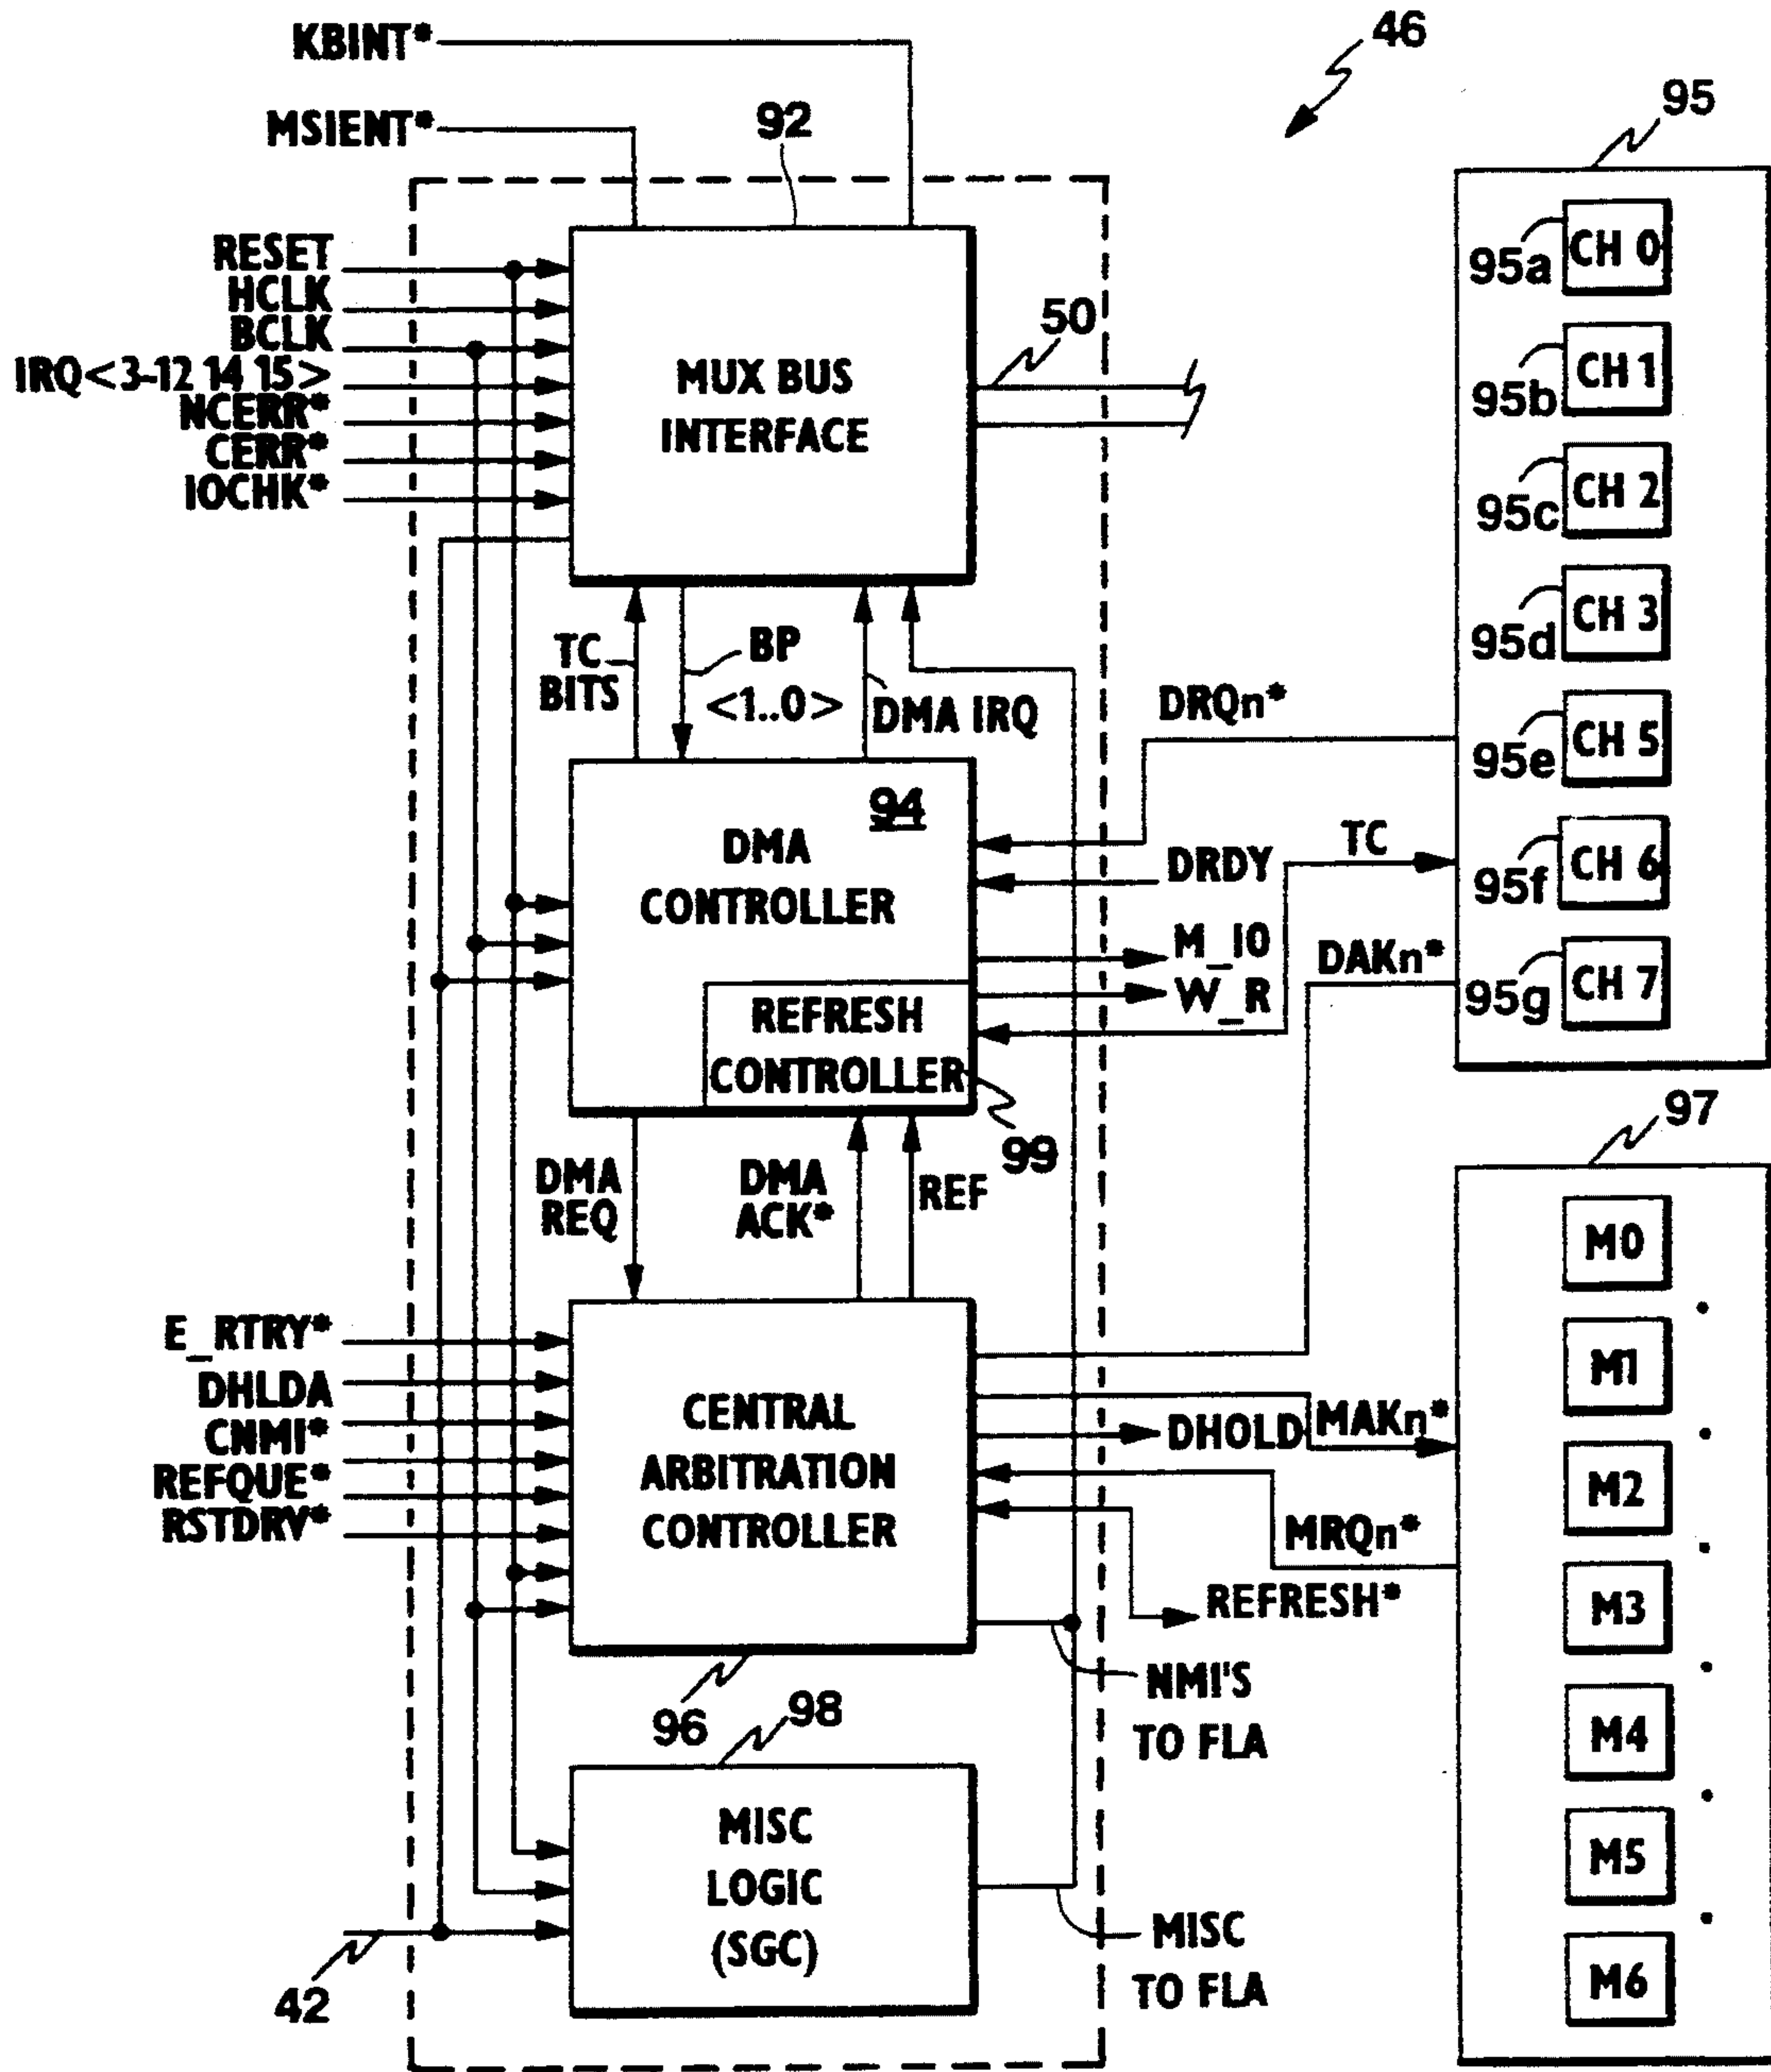 KBINT*
46
MSIENT*
92
95
RESET
HCLK
BCLK
IRQ<3-12 14 15>
NCERR*
CERR*
IOCHK*
MUX BUS
INTERFACE
50
95a CH 0
95b CH 1
95c CH 2
95d CH 3
95e CH 5
95f CH 6
95g CH 7
TC
BITS
BP
<1..0>
DMA IRQ
DRQn*
94
DMA
CONTROLLER
DRDY
TC
M_IO
W_R
DAKn*
REFRESH
CONTROLLER
99
97
DMA
REQ
DMA
ACK*
REF
E_RTRY*
DHLDA
CNMI*
REFQUE*
RSTDRV*
CENTRAL
ARBITRATION
CONTROLLER
MAKn*
DHOLD
MRQn*
REFRESH*
M0
M1
M2
M3
M4
M5
M6
96
98
NMI'S
TO FLA
MISC
LOGIC
(SGC)
MISC
TO FLA
42